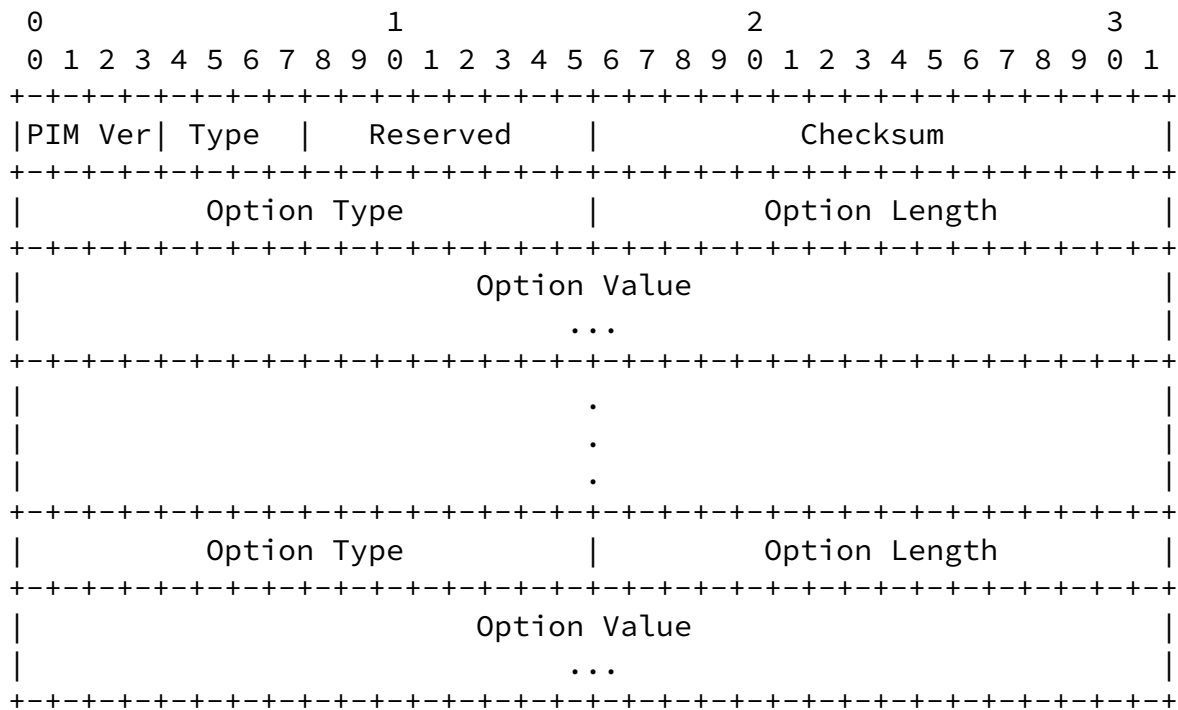 0                   1                   2                   3
 0 1 2 3 4 5 6 7 8 9 0 1 2 3 4 5 6 7 8 9 0 1 2 3 4 5 6 7 8 9 0 1
+-+-+-+-+-+-+-+-+-+-+-+-+-+-+-+-+-+-+-+-+-+-+-+-+-+-+-+-+-+-+-+-+
|PIM Ver| Type  |   Reserved    |           Checksum            |
+-+-+-+-+-+-+-+-+-+-+-+-+-+-+-+-+-+-+-+-+-+-+-+-+-+-+-+-+-+-+-+-+
|          Option Type          |         Option Length         |
+-+-+-+-+-+-+-+-+-+-+-+-+-+-+-+-+-+-+-+-+-+-+-+-+-+-+-+-+-+-+-+-+
|                         Option Value                          |
|                              ...                              |
+-+-+-+-+-+-+-+-+-+-+-+-+-+-+-+-+-+-+-+-+-+-+-+-+-+-+-+-+-+-+-+-+
|                               .                               |
|                               .                               |
|                               .                               |
+-+-+-+-+-+-+-+-+-+-+-+-+-+-+-+-+-+-+-+-+-+-+-+-+-+-+-+-+-+-+-+-+
|          Option Type          |         Option Length         |
+-+-+-+-+-+-+-+-+-+-+-+-+-+-+-+-+-+-+-+-+-+-+-+-+-+-+-+-+-+-+-+-+
|                         Option Value                          |
|                              ...                              |
+-+-+-+-+-+-+-+-+-+-+-+-+-+-+-+-+-+-+-+-+-+-+-+-+-+-+-+-+-+-+-+-+